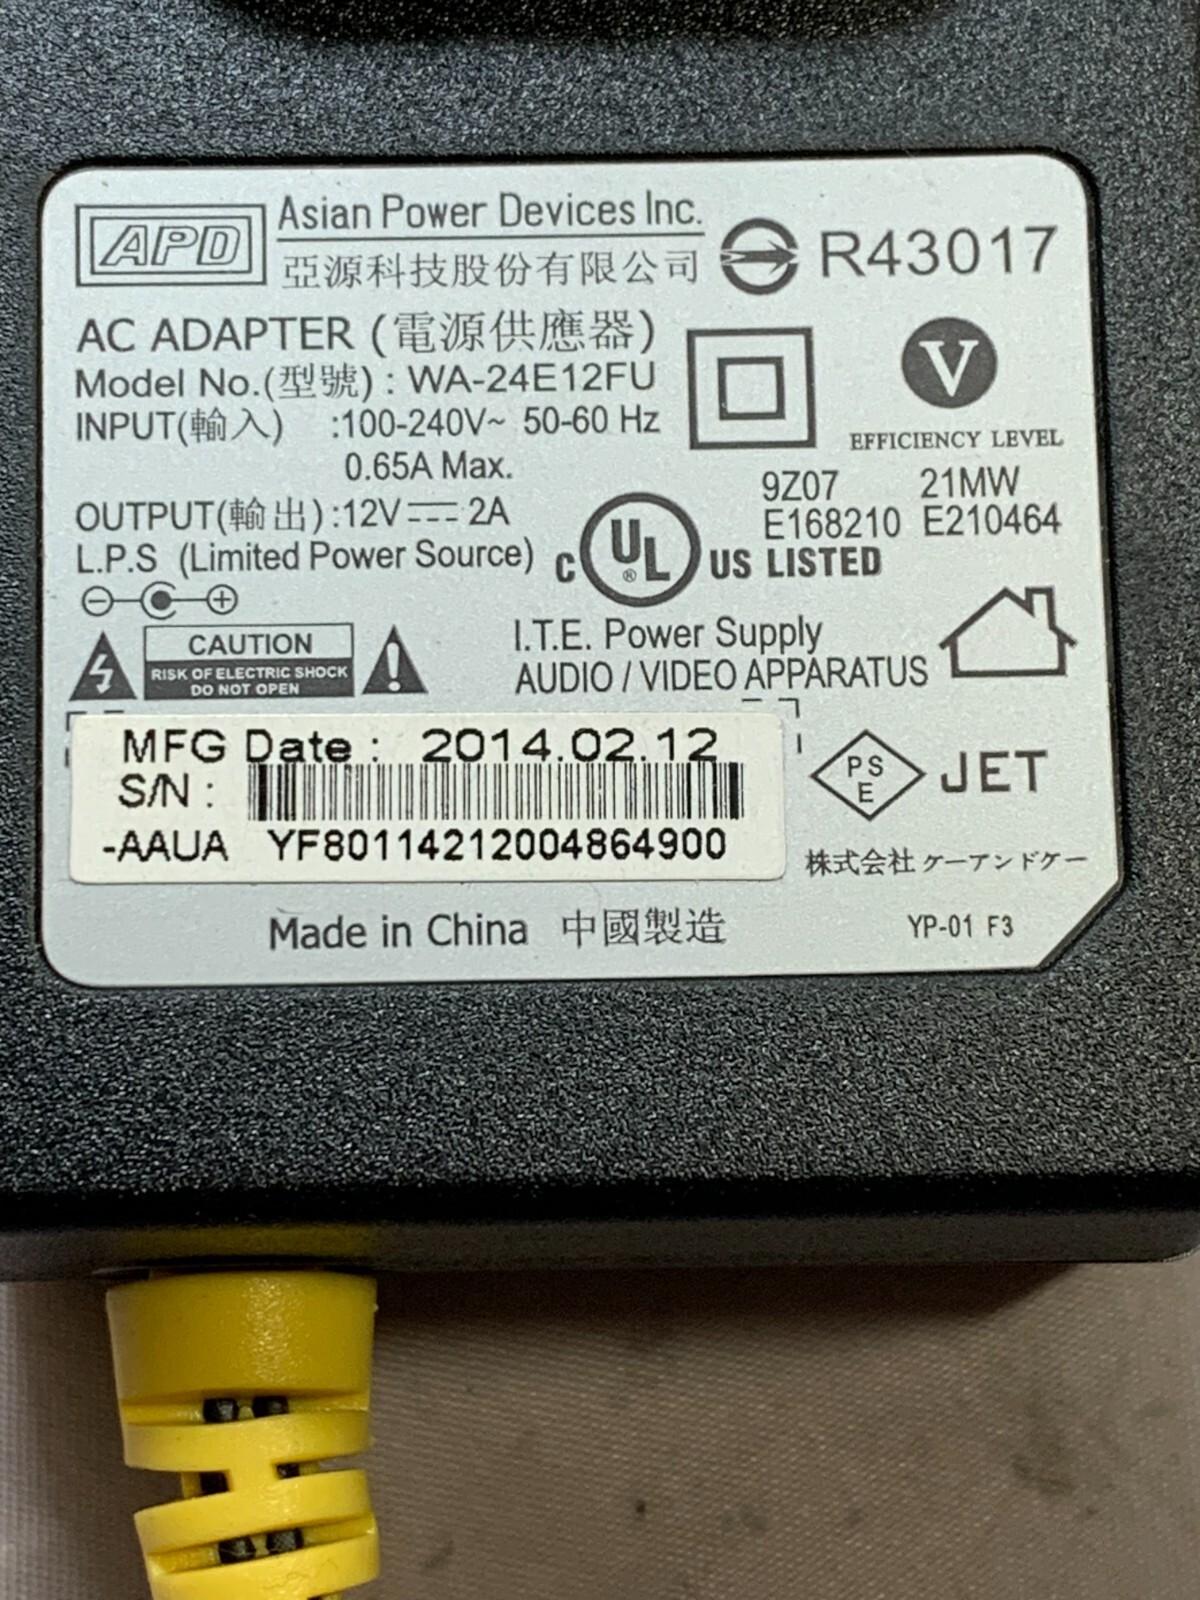 APD Asian Power Devices Inc.
亞源科技股份有限公司
R43017
AC ADAPTER (電源供應器)
Model No.(型號) : WA-24E12FU
INPUT(輸入) :100-240V~ 50-60 Hz
0.65A Max.
OUTPUT(輸出) :12V⎓2A
L.P.S (Limited Power Source)
V
EFFICIENCY LEVEL
9Z07 21MW
E168210 E210464
C UL® US LISTED
CAUTION
RISK OF ELECTRIC SHOCK
DO NOT OPEN
I.T.E. Power Supply
AUDIO / VIDEO APPARATUS
MFG Date : 2014.02.12
S/N :
-AAUA YF80114212004864900
PS
E
JET
株式会社 ケーアンドケー
Made in China 中國製造
YP-01 F3